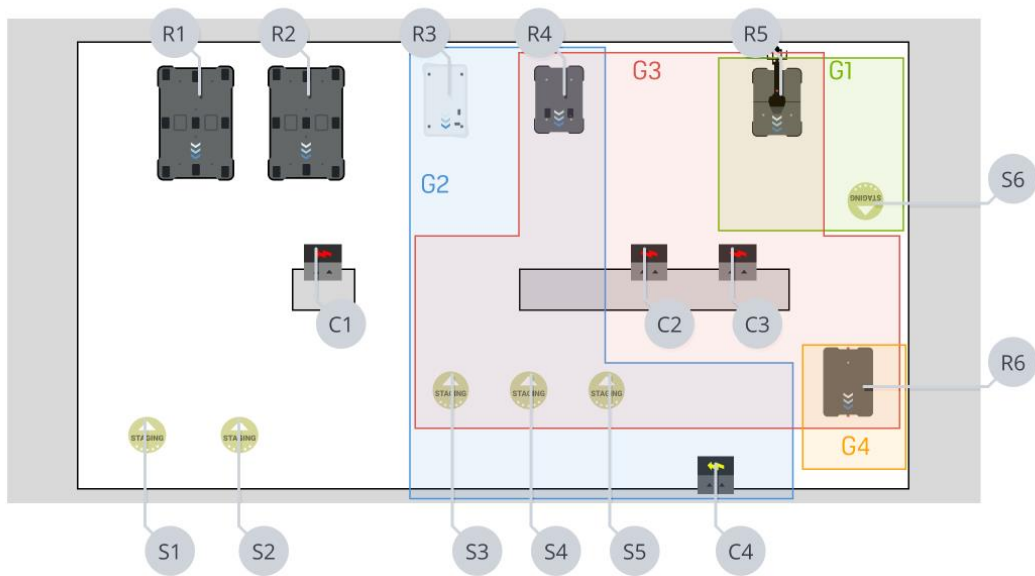 R1
R2
R3
R4
R5
G3
G1
G2
S6
STAGING
C1
C2
C3
R6
STAGING
STAGING
STAGING
STAGING
STAGING
G4
S1
S2
S3
S4
S5
C4